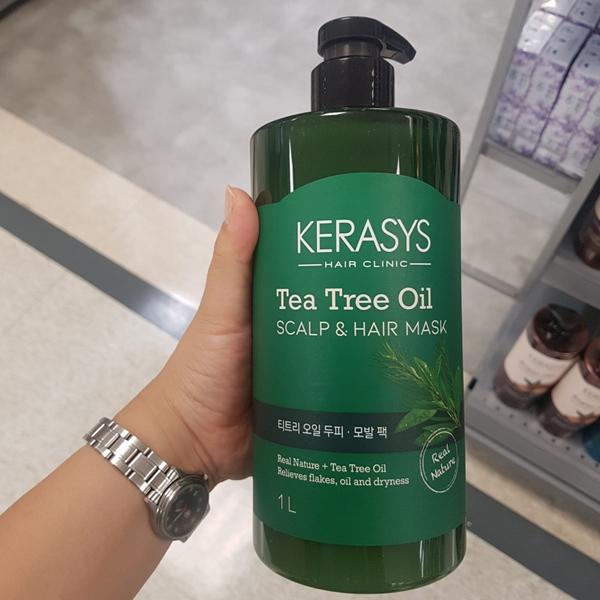 KERASYS
HAIR CLINIC
Tea Tree Oil
SCALP & HAIR MASK
티트리 오일 두피 · 모발 팩
Real Nature + Tea Tree Oil
Relieves flakes, oil and dryness
Real
Nature
1 L